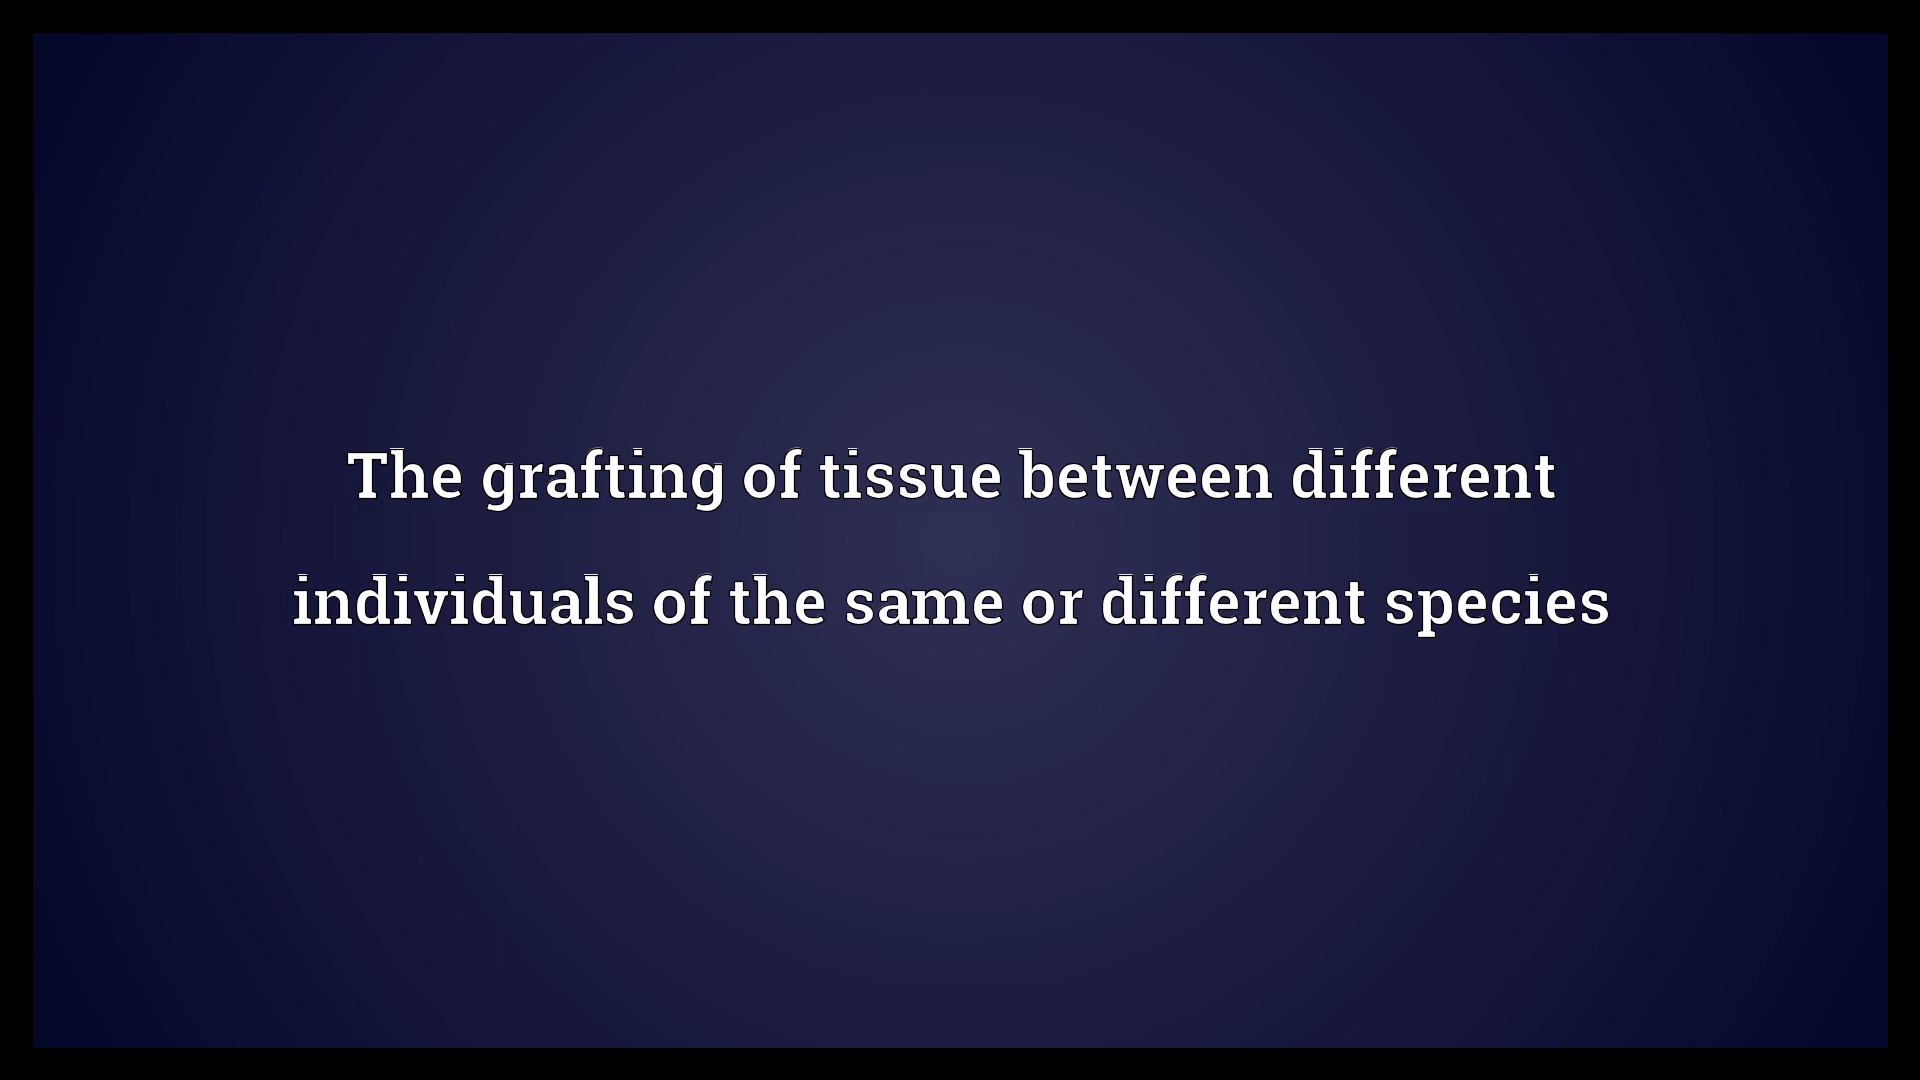 The grafting of tissue between different
individuals of the same or different species